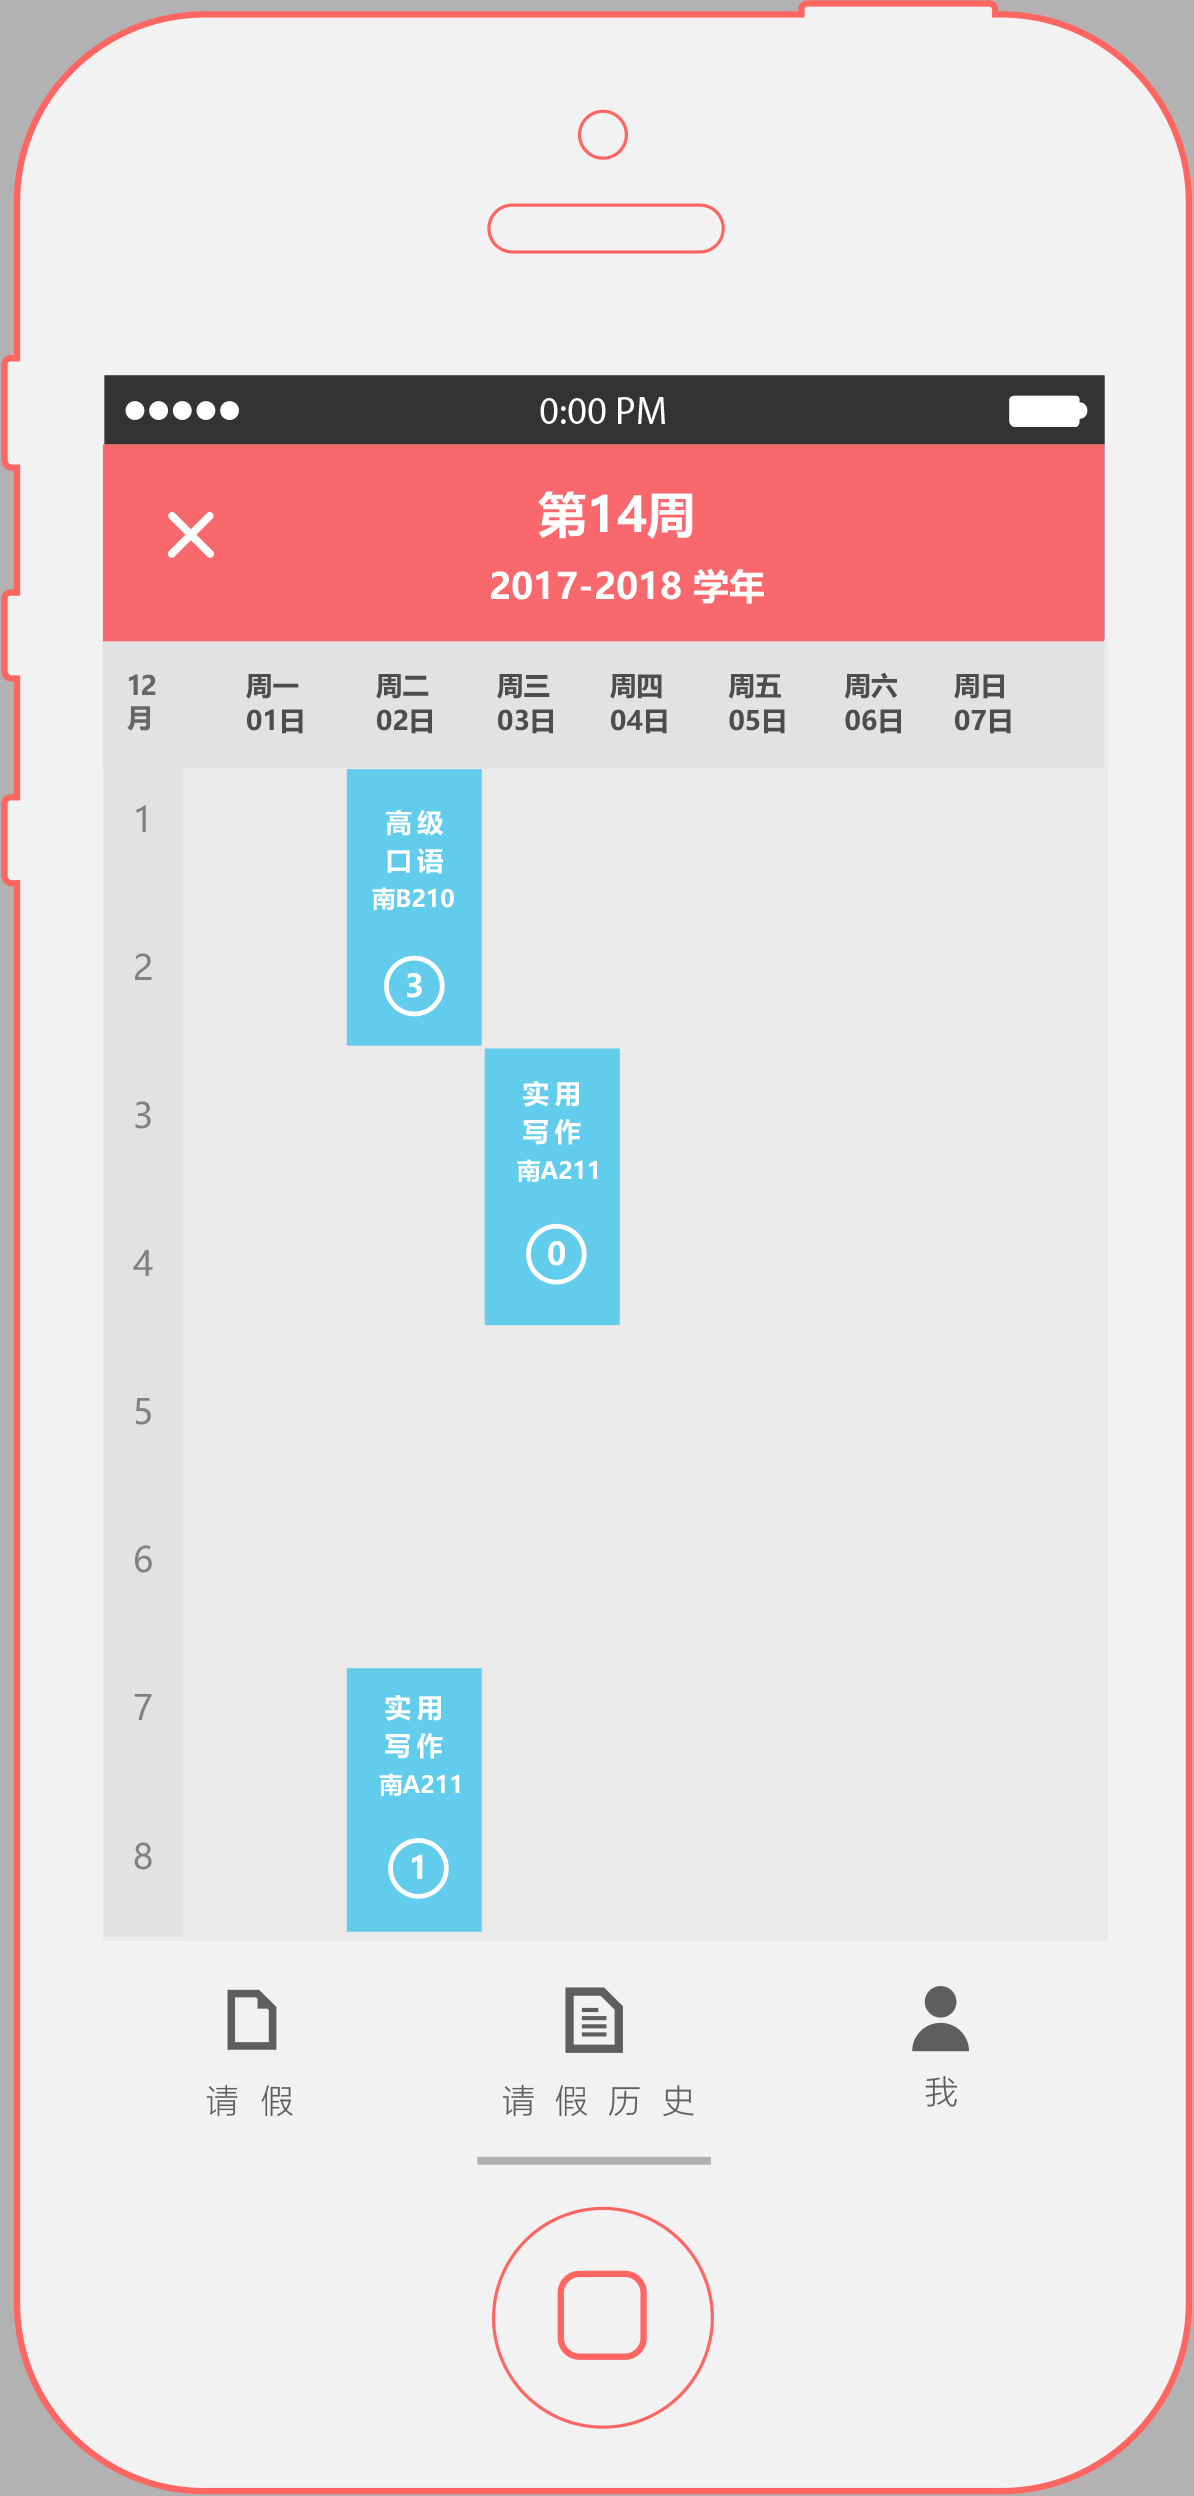 0:00 PM
第14周
2017-2018 学年
12
月
周一
01日
周二
02日
周三
03日
周四
04日
周五
05日
周六
06日
周日
07日
1
高级
口语
南B210
2
3
3
实用
写作
南A211
4
0
5
6
7
实用
写作
南A211
8
1
请假
请假历史
我